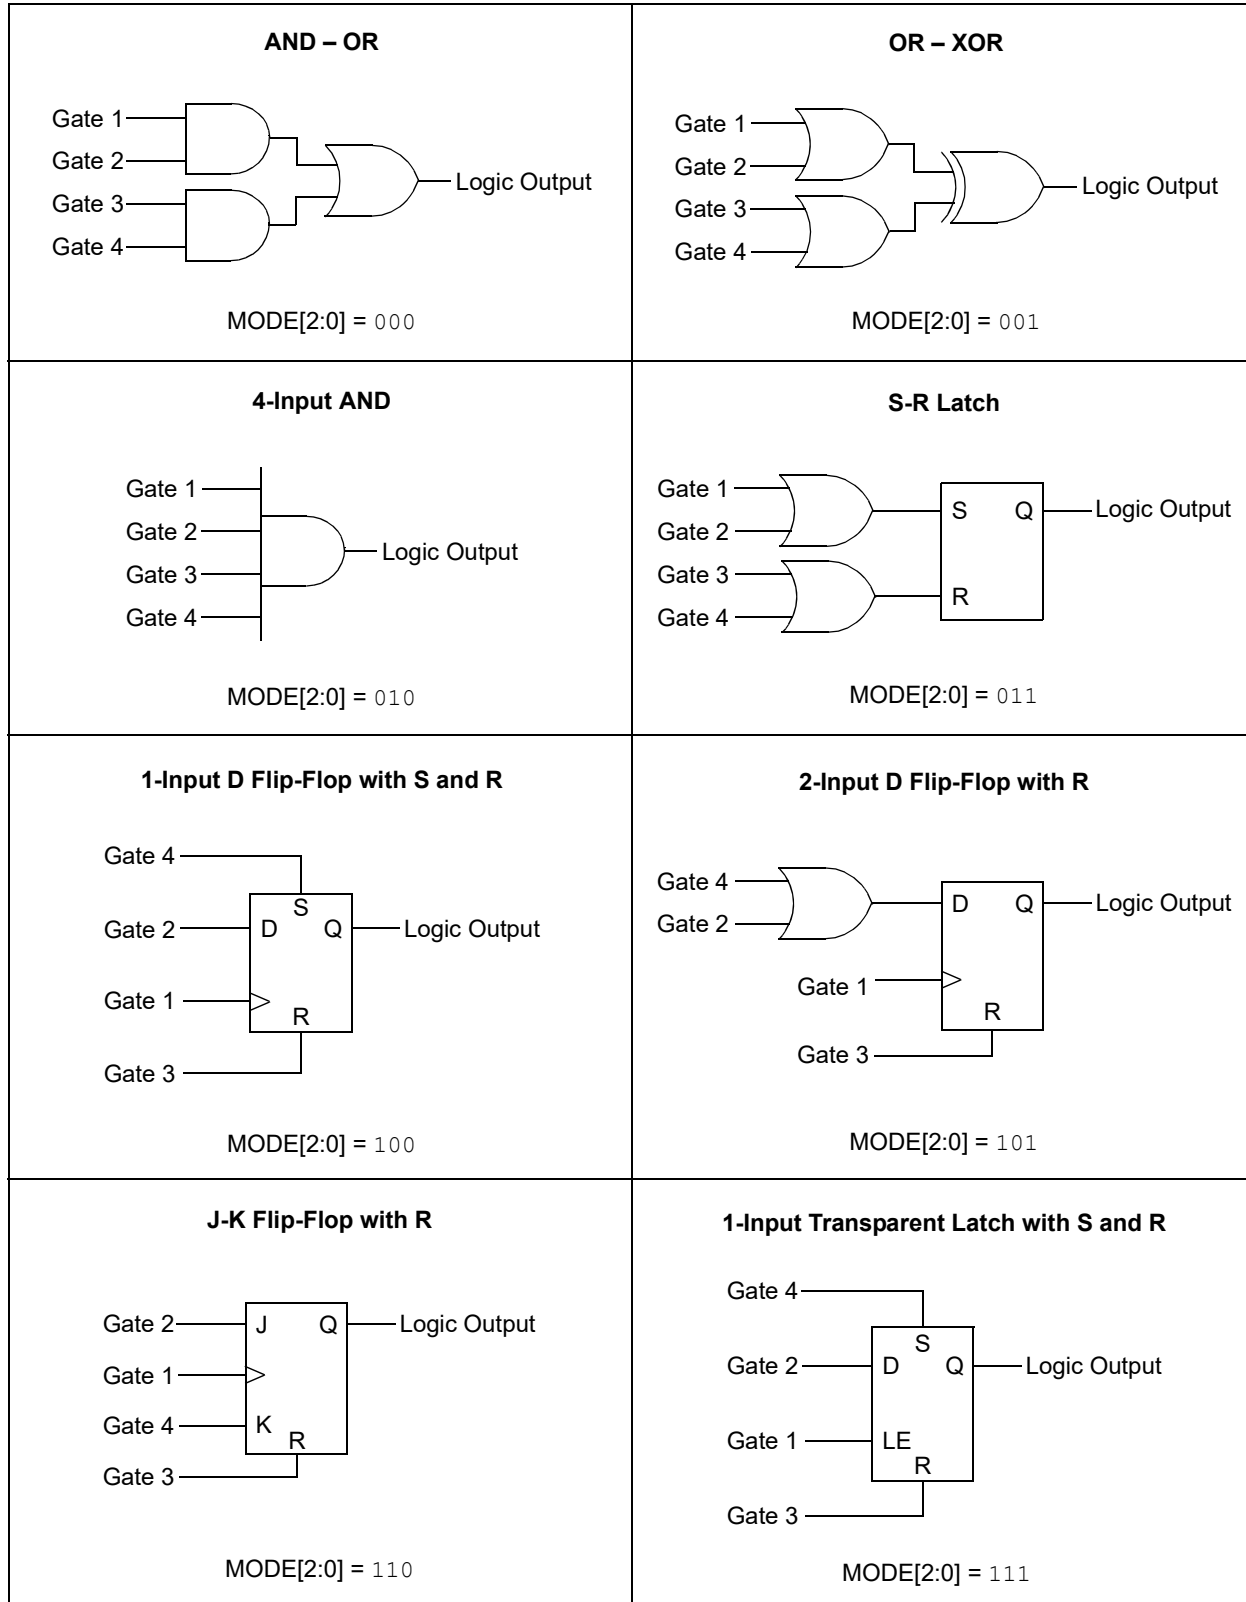 AND – OR
Gate 1
Gate 2
Gate 3
Gate 4
Logic Output
MODE[2:0] = 000
OR – XOR
Gate 1
Gate 2
Gate 3
Gate 4
Logic Output
MODE[2:0] = 001
4-Input AND
Gate 1
Gate 2
Gate 3
Gate 4
Logic Output
MODE[2:0] = 010
S-R Latch
Gate 1
Gate 2
Gate 3
Gate 4
S Q
R
Logic Output
MODE[2:0] = 011
1-Input D Flip-Flop with S and R
Gate 4
S
Gate 2
D Q
Logic Output
Gate 1
R
Gate 3
MODE[2:0] = 100
2-Input D Flip-Flop with R
Gate 4
Gate 2
D Q
Logic Output
Gate 1
R
Gate 3
MODE[2:0] = 101
J-K Flip-Flop with R
Gate 2
J Q
Logic Output
Gate 1
Gate 4
K
R
Gate 3
MODE[2:0] = 110
1-Input Transparent Latch with S and R
Gate 4
S
Gate 2
D Q
Logic Output
Gate 1
LE
R
Gate 3
MODE[2:0] = 111